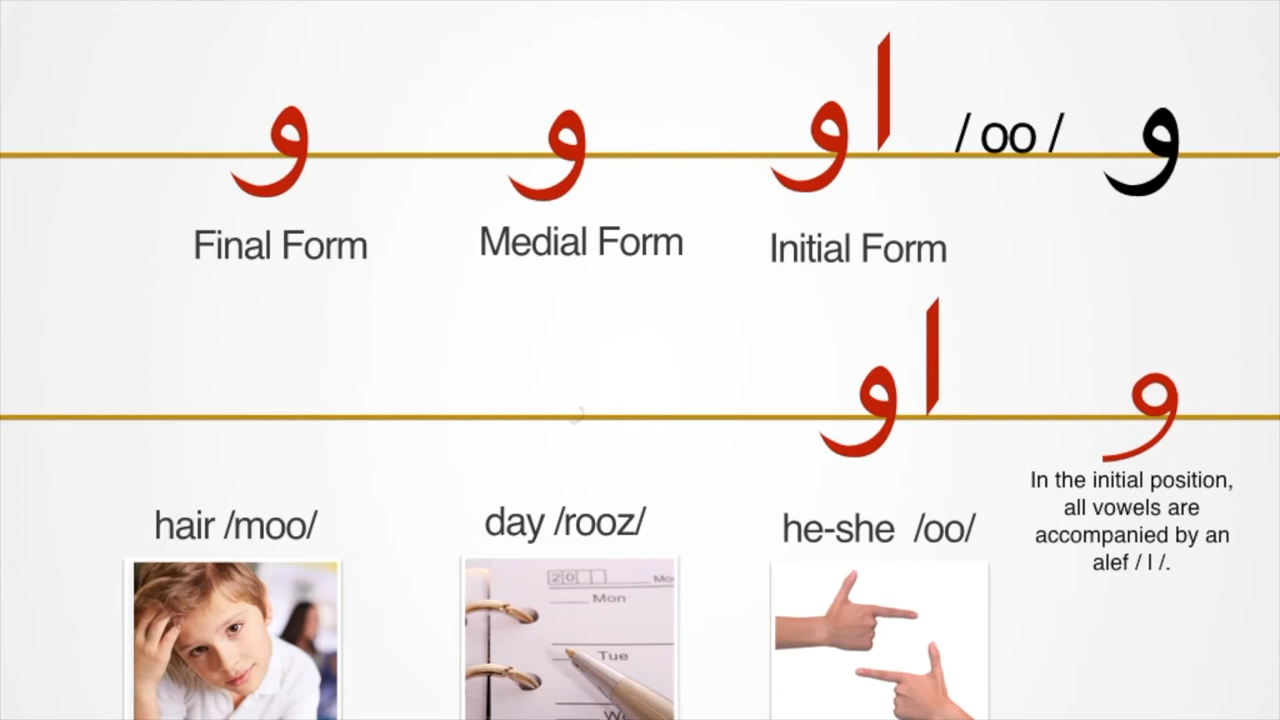 او / oo / و
و
و
Initial Form
Medial Form
Final Form
او و
In the initial position,
all vowels are
accompanied by an
alef / ا /.
he-she /oo/
day /rooz/
hair /moo/
20
Mon
Tue